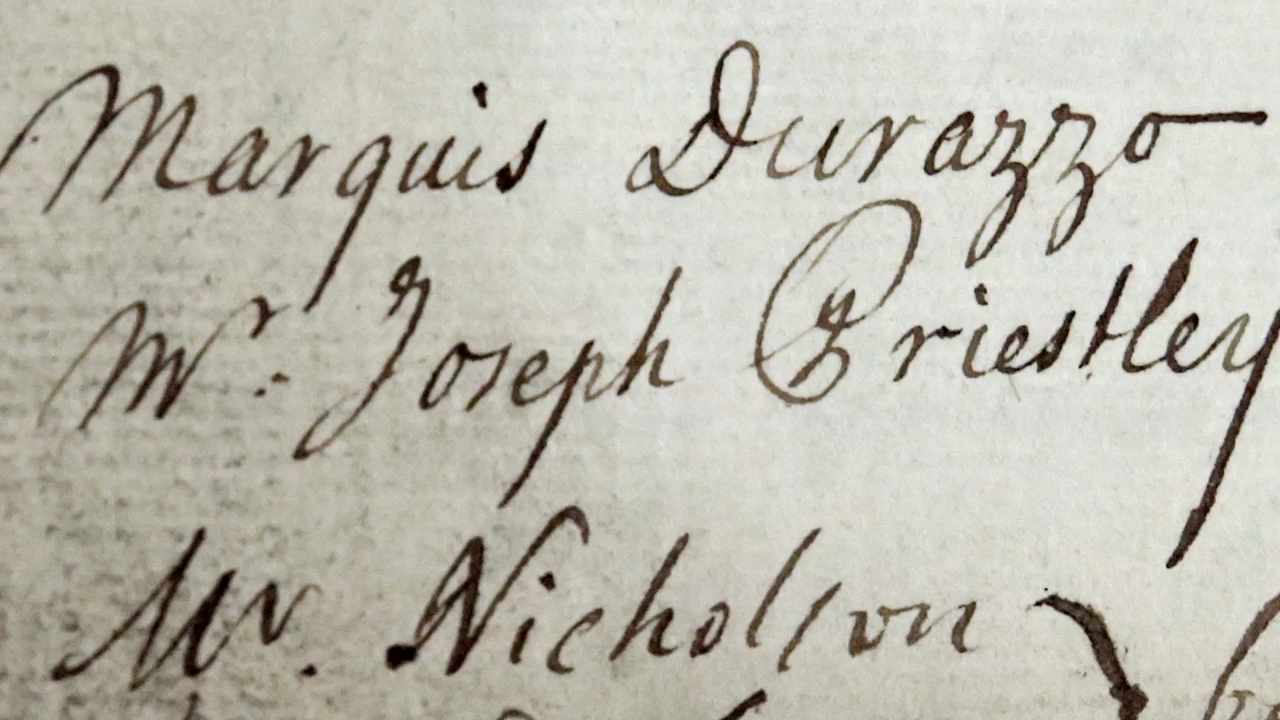 Marquis Durazzo —
Mr. Joseph Priestley
Mr. Nicholson }